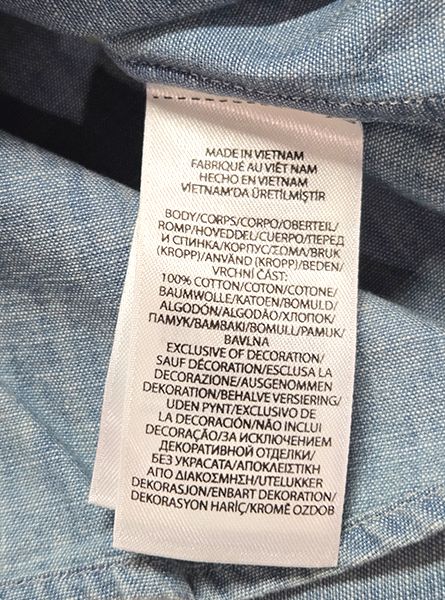 MADE IN VIETNAM
FABRIQUÉ AU VIÊT NAM
HECHO EN VIETNAM
VIETNAM'DA ÜRETİLMİŞTİR
BODY/CORPS/CORPO/OBERTEIL/
ROMP/HOVEDDEL/CUERPO/ПЕРЕД
И СПИНКА/КОРПУС/ΣΩΜΑ/BRUK
(KROPP)/ANVÄND (KROPP)/BEDEN/
VRCHNÍ ČÁST:
100% COTTON/COTON/COTONE/
BAUMWOLLE/KATOEN/BOMULD/
ALGODÓN/ALGODÃO/ХЛОПОК/
ПАМУК/ΒΑΜΒΑΚΙ/BOMULL/PAMUK/
BAVLNA
EXCLUSIVE OF DECORATION/
SAUF DÉCORATION/ESCLUSA LA
DECORAZIONE/AUSGENOMMEN
DEKORATION/BEHALVE VERSIERING/
UDEN PYNT/EXCLUSIVO DE
LA DECORACIÓN/NÃO INCLUI
DECORAÇÃO/ЗА ИСКЛЮЧЕНИЕМ
ДЕКОРАТИВНОЙ ОТДЕЛКИ/
БЕЗ УКРАСАТА/ΑΠΟΚΛΕΙΣΤΙΚΗ
ΑΠΟ ΔΙΑΚΟΣΜΗΣΗ/UTELUKKER
DEKORASJON/ENBART DEKORATION/
DEKORASYON HARİÇ/KROMĚ OZDOB